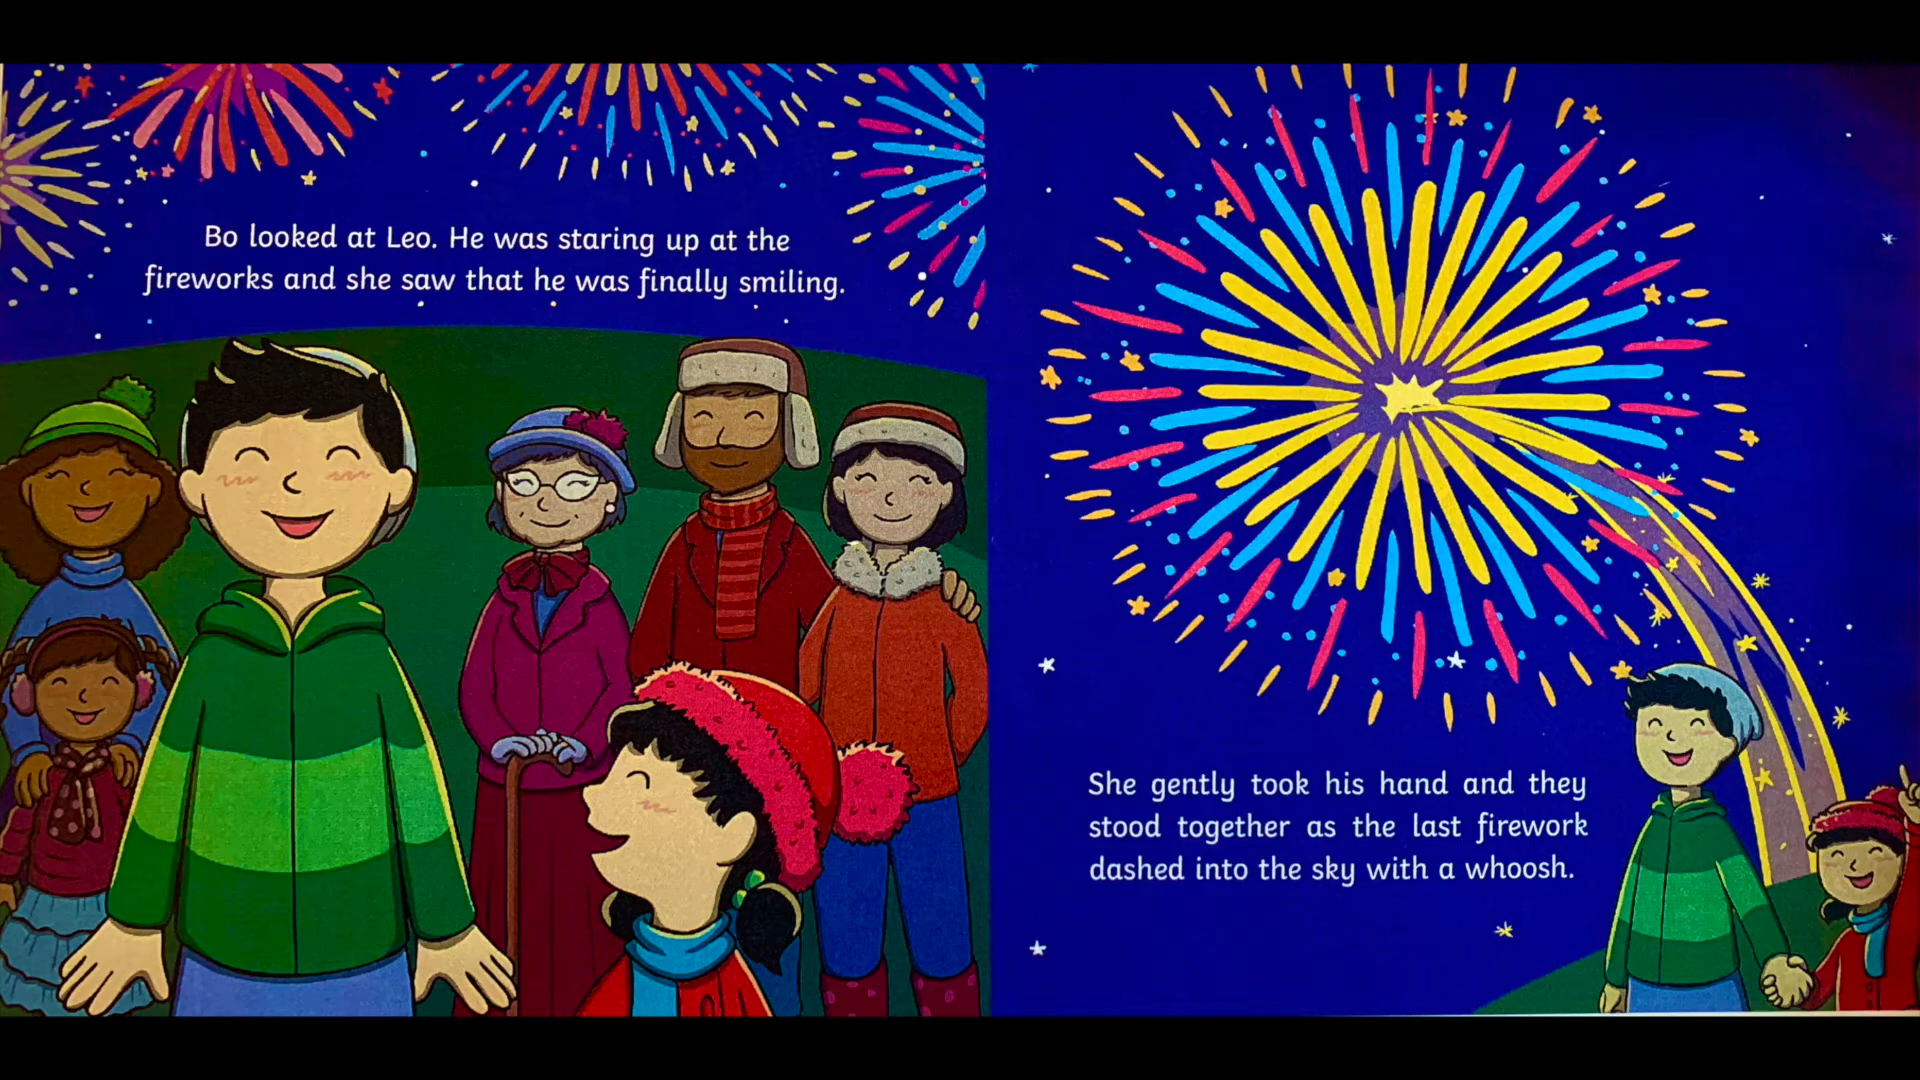 Bo looked at Leo. He was staring up at the
fireworks and she saw that he was finally smiling.
She gently took his hand and they
stood together as the last firework
dashed into the sky with a whoosh.